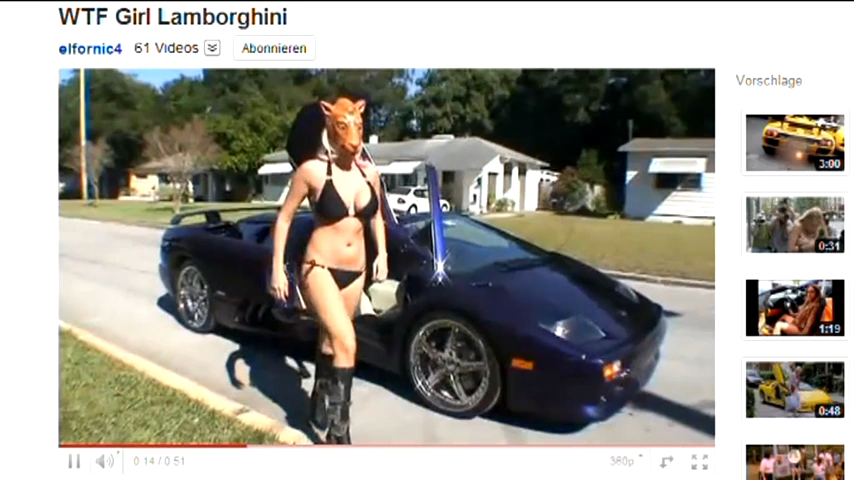 WTF Girl Lamborghini
elfornic4 61 Videos Abonnieren
Vorschläge
3:00
0:31
1:19
0:48
0:14 / 0:51
360p